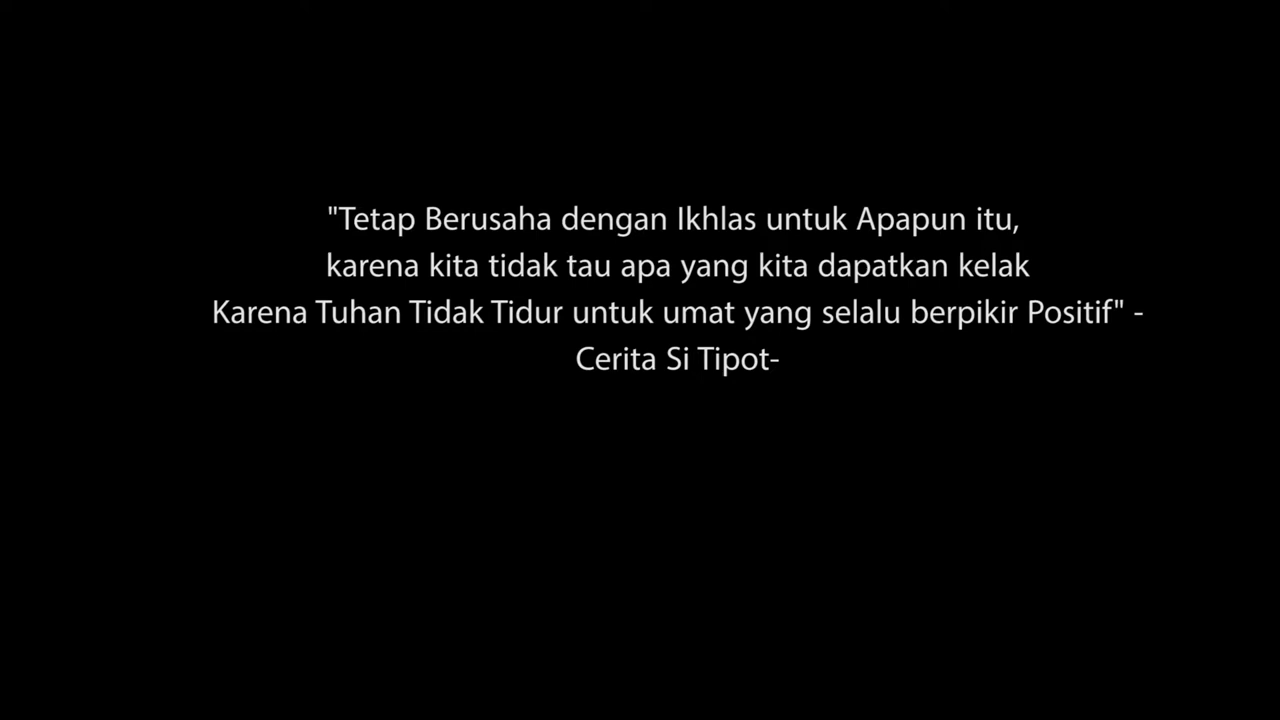 "Tetap Berusaha dengan Ikhlas untuk Apapun itu,
karena kita tidak tau apa yang kita dapatkan kelak
Karena Tuhan Tidak Tidur untuk umat yang selalu berpikir Positif" -
Cerita Si Tipot-